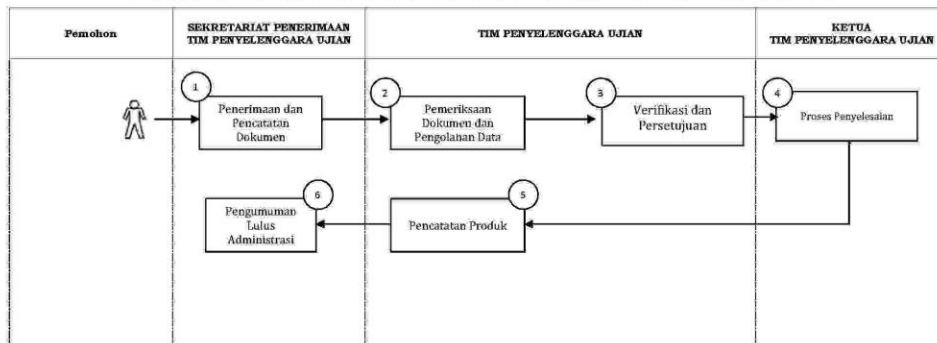 Pemohon
SEKRETARIAT PENERIMAAN
TIM PENYELENGGARA UJIAN
TIM PENYELENGGARA UJIAN
KETUA
TIM PENYELENGGARA UJIAN
1
Penerimaan dan
Pencatatan
Dokumen
2
Pemeriksaan
Dokumen dan
Pengolahan Data
3
Verifikasi dan
Persetujuan
4
Proses Penyelesaian
6
Pengumuman
Lulus
Administrasi
5
Pencatatan Produk